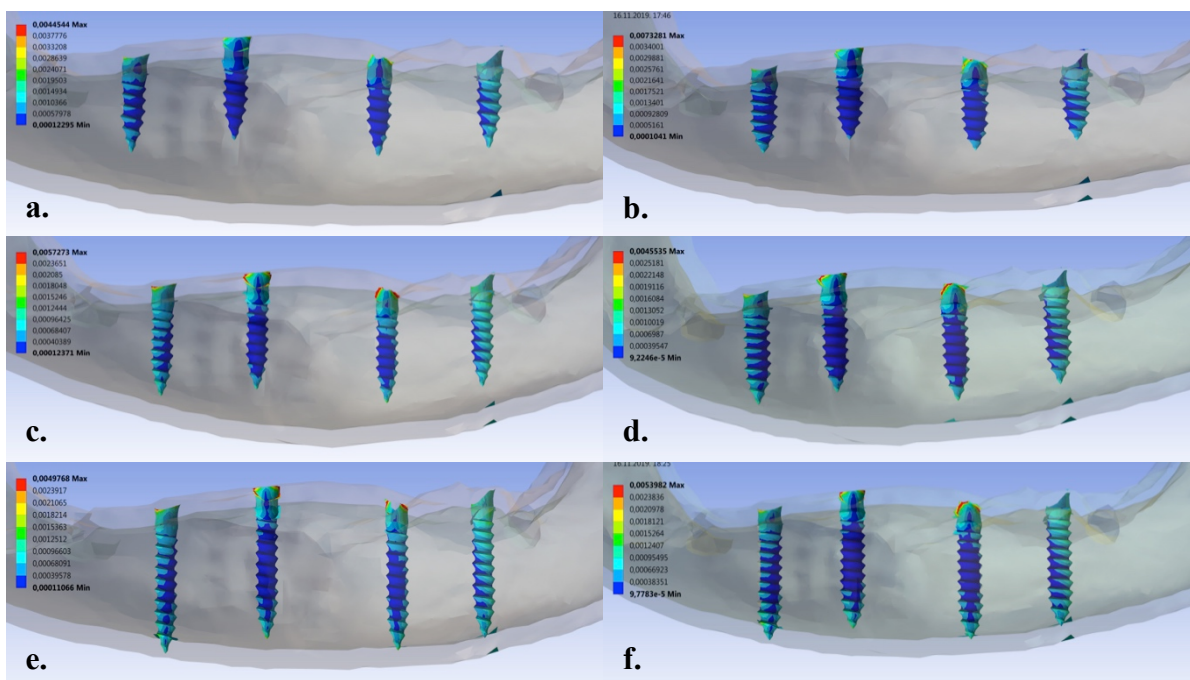 0,0044544 Max
0,0037776
0,0033208
0,0028639
0,0024071
0,0019503
0,0014934
0,0010366
0,00057978
0,00012295 Min
a.
16.11.2019. 17:46
0,0073281 Max
0,0034001
0,0029881
0,0025761
0,0021641
0,0017521
0,0013401
0,00092809
0,0005161
0,0001041 Min
b.
0,0057273 Max
0,0023651
0,002085
0,0018048
0,0015246
0,0012444
0,00096425
0,00068407
0,00040389
0,00012371 Min
c.
0,0045535 Max
0,0025181
0,0022148
0,0019116
0,0016084
0,0013052
0,0010019
0,0006987
0,00039547
9,2246e-5 Min
d.
0,0049768 Max
0,0023917
0,0021065
0,0018214
0,0015363
0,0012512
0,00096603
0,00068091
0,00039578
0,00011066 Min
e.
16.11.2019. 18:25
0,0053982 Max
0,0023836
0,0020978
0,0018121
0,0015264
0,0012407
0,00095495
0,00066923
0,00038351
9,7783e-5 Min
f.